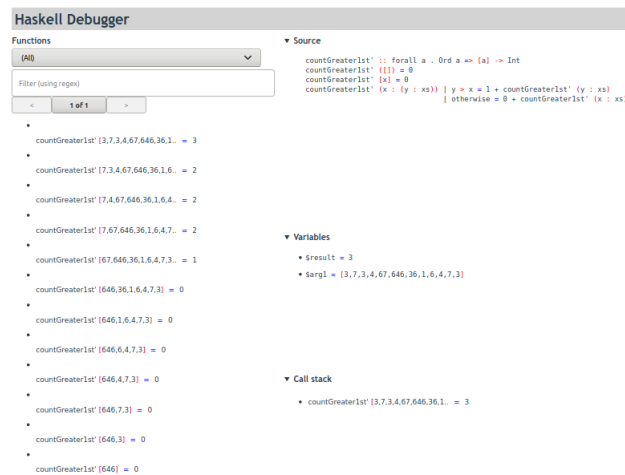 Haskell Debugger
Functions
(All)
Filter (using regex)
< 1 of 1 >
countGreater1st' [3,7,3,4,67,646,36,1.. = 3
countGreater1st' [7,3,4,67,646,36,1,6.. = 2
countGreater1st' [7,4,67,646,36,1,6,4.. = 2
countGreater1st' [7,67,646,36,1,6,4,7.. = 2
countGreater1st' [67,646,36,1,6,4,7,3.. = 1
countGreater1st' [646,36,1,6,4,7,3] = 0
countGreater1st' [646,1,6,4,7,3] = 0
countGreater1st' [646,6,4,7,3] = 0
countGreater1st' [646,4,7,3] = 0
countGreater1st' [646,7,3] = 0
countGreater1st' [646,3] = 0
countGreater1st' [646] = 0
▼ Source
countGreater1st' :: forall a . Ord a => [a] -> Int
countGreater1st' ([]) = 0
countGreater1st' [x] = 0
countGreater1st' (x : (y : xs)) | y > x = 1 + countGreater1st' (y : xs)
| otherwise = 0 + countGreater1st' (x : xs)
▼ Variables
• $result = 3
• $arg1 = [3,7,3,4,67,646,36,1,6,4,7,3]
▼ Call stack
• countGreater1st' [3,7,3,4,67,646,36,1.. = 3